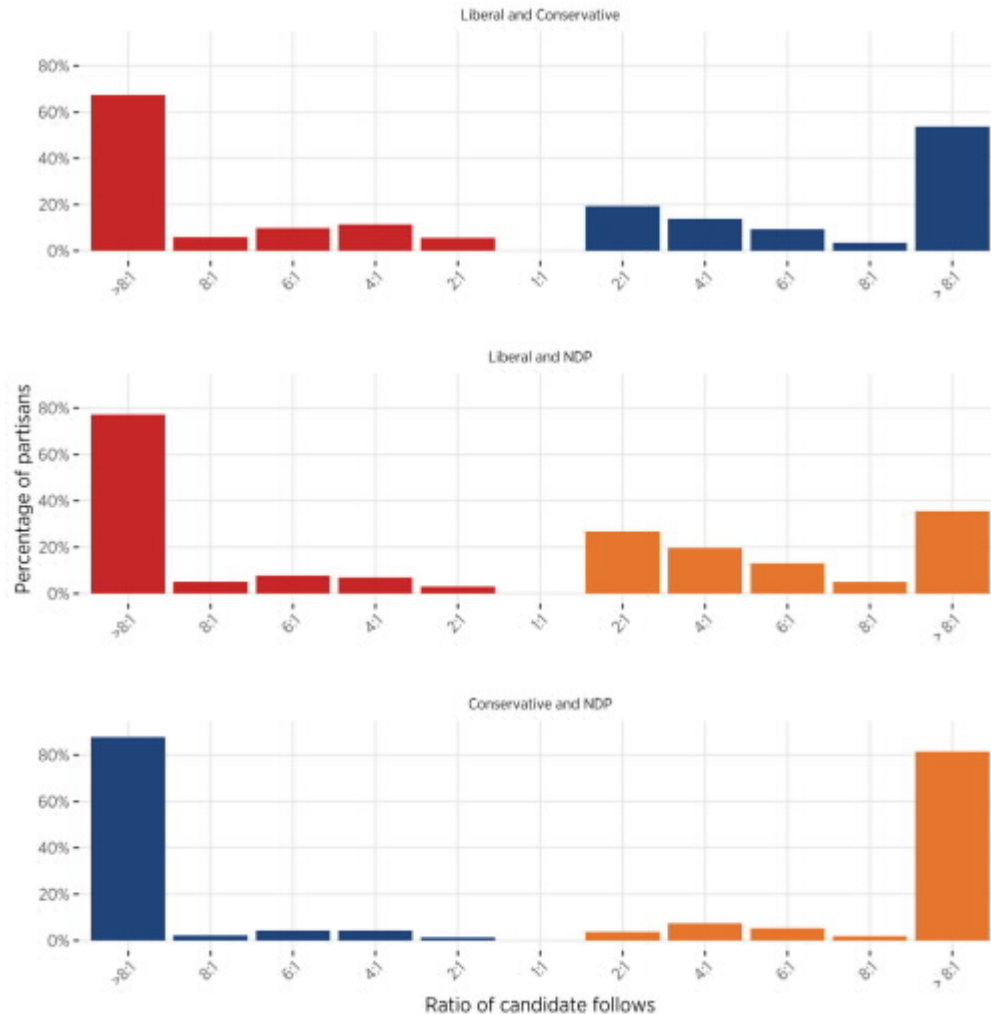 Liberal and Conservative
80%
60%
40%
20%
0%
>8:1 8:1 6:1 4:1 2:1 1:1 2:1 4:1 6:1 8:1 > 8:1
Liberal and NDP
Percentage of partisans
80%
60%
40%
20%
0%
>8:1 8:1 6:1 4:1 2:1 1:1 2:1 4:1 6:1 8:1 > 8:1
Conservative and NDP
80%
60%
40%
20%
0%
>8:1 8:1 6:1 4:1 2:1 1:1 2:1 4:1 6:1 8:1 > 8:1
Ratio of candidate follows